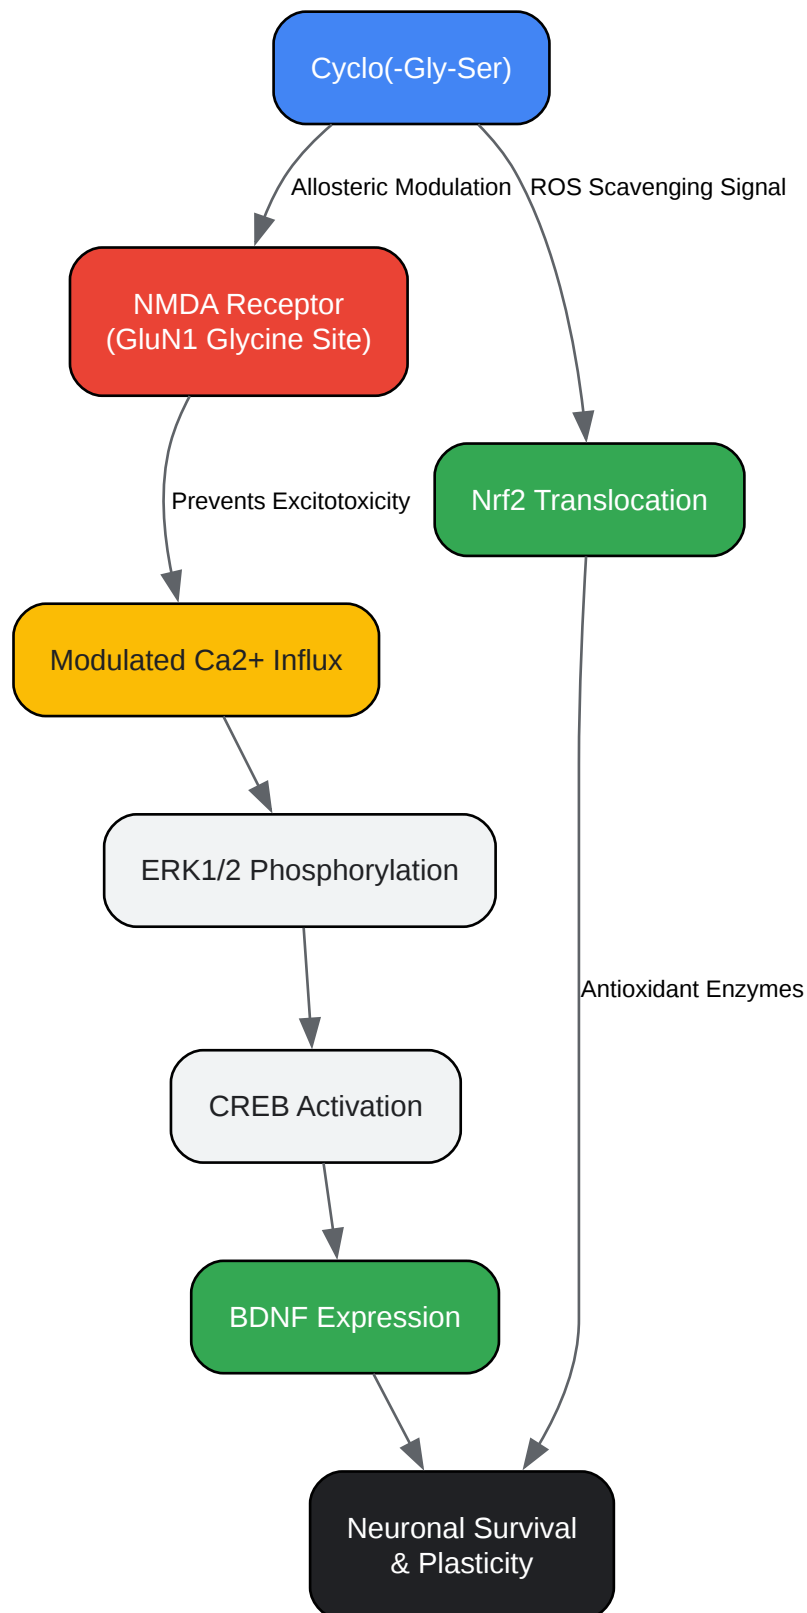 Cyclo(-Gly-Ser)
Allosteric Modulation
ROS Scavenging Signal
NMDA Receptor
(GluN1 Glycine Site)
Nrf2 Translocation
Prevents Excitotoxicity
Modulated Ca2+ Influx
ERK1/2 Phosphorylation
Antioxidant Enzymes
CREB Activation
BDNF Expression
Neuronal Survival
& Plasticity